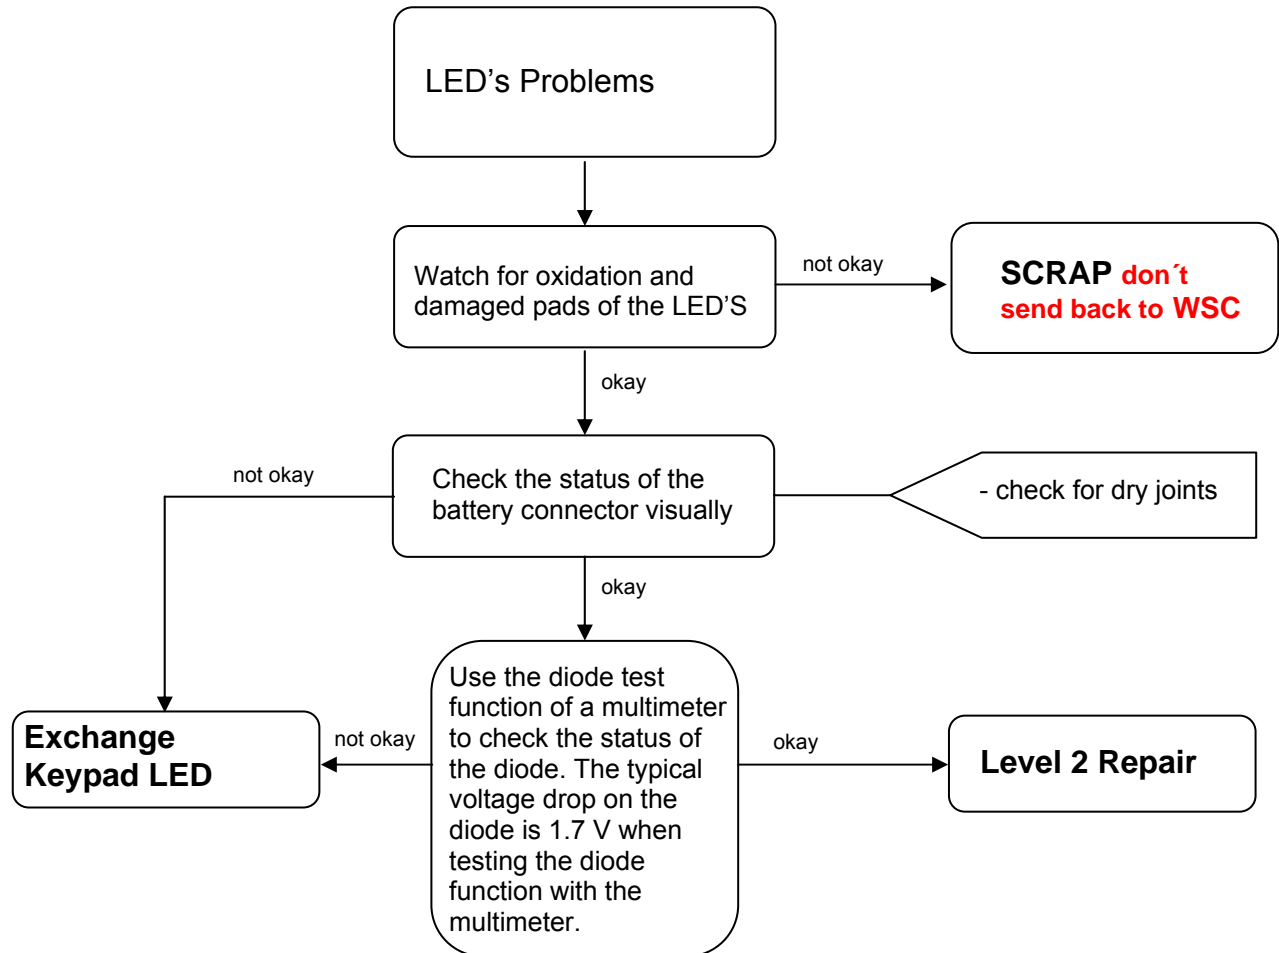 LED’s Problems
Watch for oxidation and
damaged pads of the LED’S
not okay
SCRAP don´t
send back to WSC
okay
not okay
Check the status of the
battery connector visually
- check for dry joints
okay
Use the diode test
function of a multimeter
to check the status of
the diode. The typical
voltage drop on the
diode is 1.7 V when
testing the diode
function with the
multimeter.
not okay
Exchange
Keypad LED
okay
Level 2 Repair